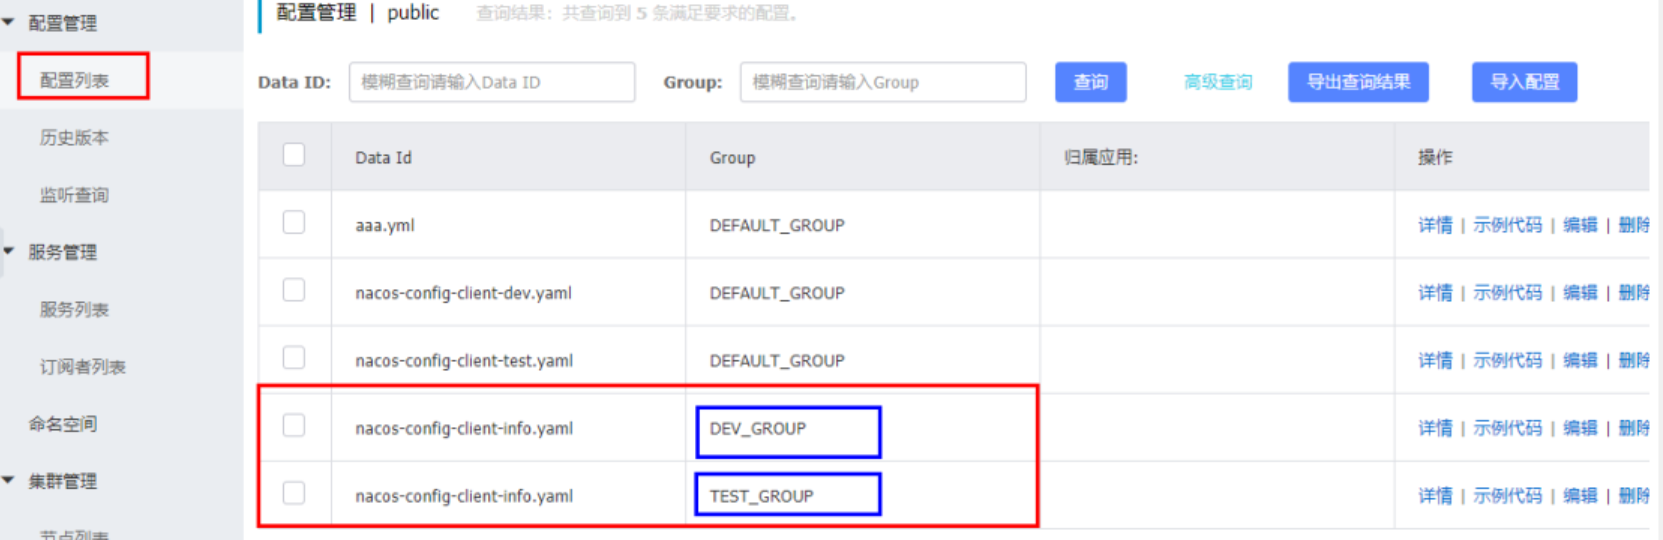 配置管理
配置列表
历史版本
监听查询
服务管理
服务列表
订阅者列表
命名空间
集群管理
节点列表
配置管理 | public 查询结果：共查询到 5 条满足要求的配置。
Data ID: 模糊查询请输入Data ID Group: 模糊查询请输入Group 查询 高级查询 导出查询结果 导入配置
Data Id Group 归属应用: 操作
aaa.yml DEFAULT_GROUP 详情 | 示例代码 | 编辑 | 删除
nacos-config-client-dev.yaml DEFAULT_GROUP 详情 | 示例代码 | 编辑 | 删除
nacos-config-client-test.yaml DEFAULT_GROUP 详情 | 示例代码 | 编辑 | 删除
nacos-config-client-info.yaml DEV_GROUP 详情 | 示例代码 | 编辑 | 删除
nacos-config-client-info.yaml TEST_GROUP 详情 | 示例代码 | 编辑 | 删除